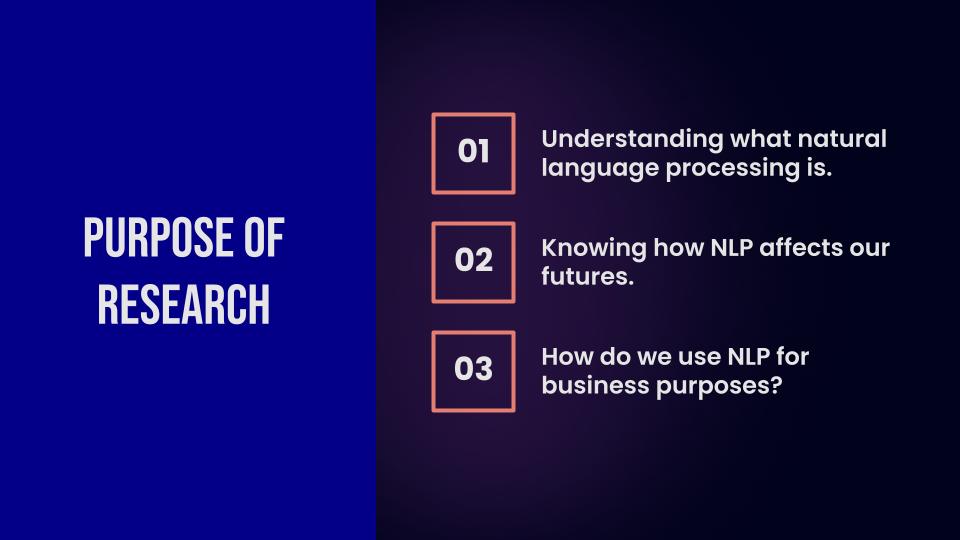 PURPOSE OF
RESEARCH
01
Understanding what natural
language processing is.
02
Knowing how NLP affects our
futures.
03
How do we use NLP for
business purposes?